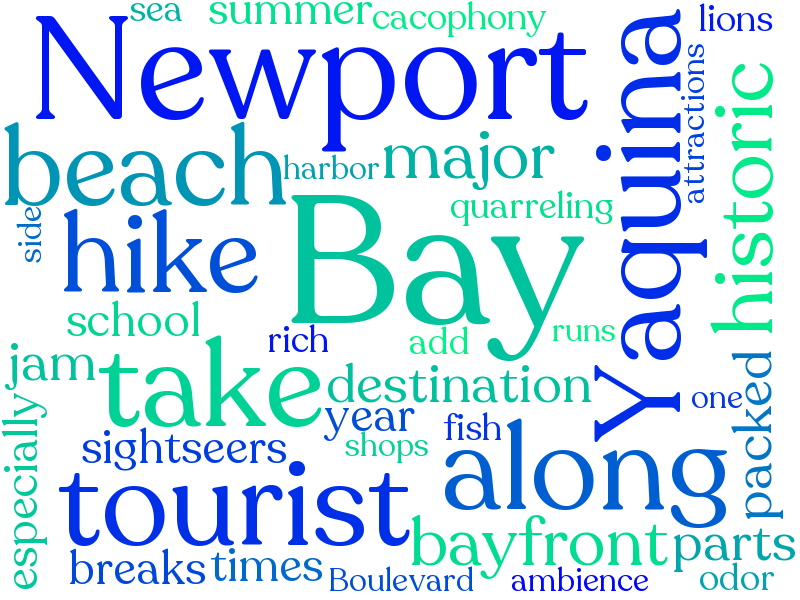 sea
summer
cacophony
lions
Newport
Yaquina
attractions
historic
beach
harbor
major
quarreling
side
hike
Bay
school
rich
add
runs
jam
take
destination
one
packed
especially
year
fish
sightseers
shops
along
tourist
bayfront
parts
breaks
times
Boulevard
ambience
odor